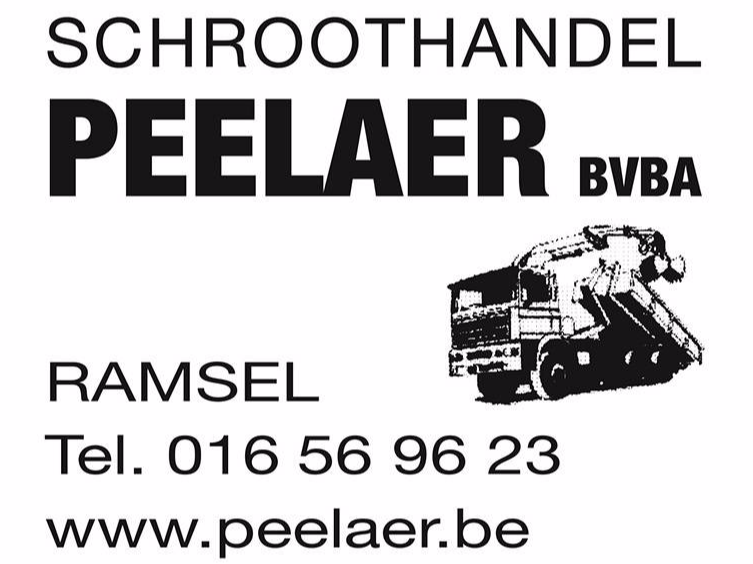 SCHROOTHANDEL
PEELAER BVBA
RAMSEL
Tel. 016 56 96 23
www.peelaer.be